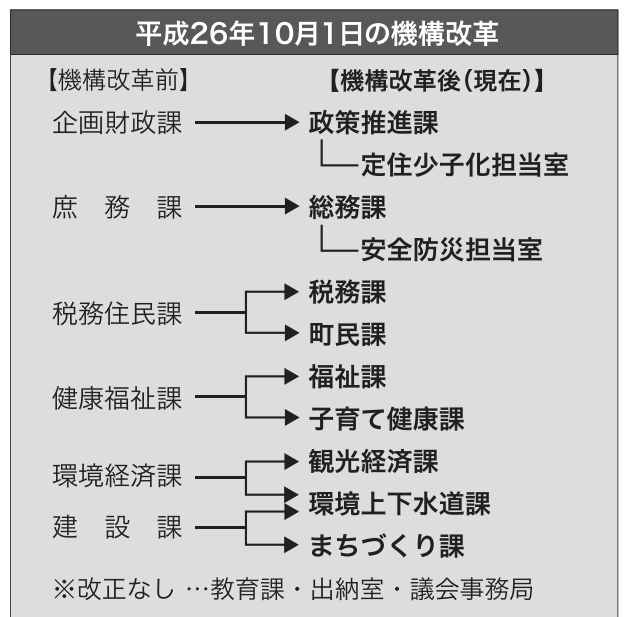 平成26年10月1日の機構改革
【機構改革前】 【機構改革後（現在）】
企画財政課 政策推進課
定住少子化担当室
庶　務　課 総務課
安全防災担当室
税務課
税務住民課
町民課
福祉課
健康福祉課
子育て健康課
観光経済課
環境経済課
環境上下水道課
建　設　課
まちづくり課
※改正なし …教育課・出納室・議会事務局